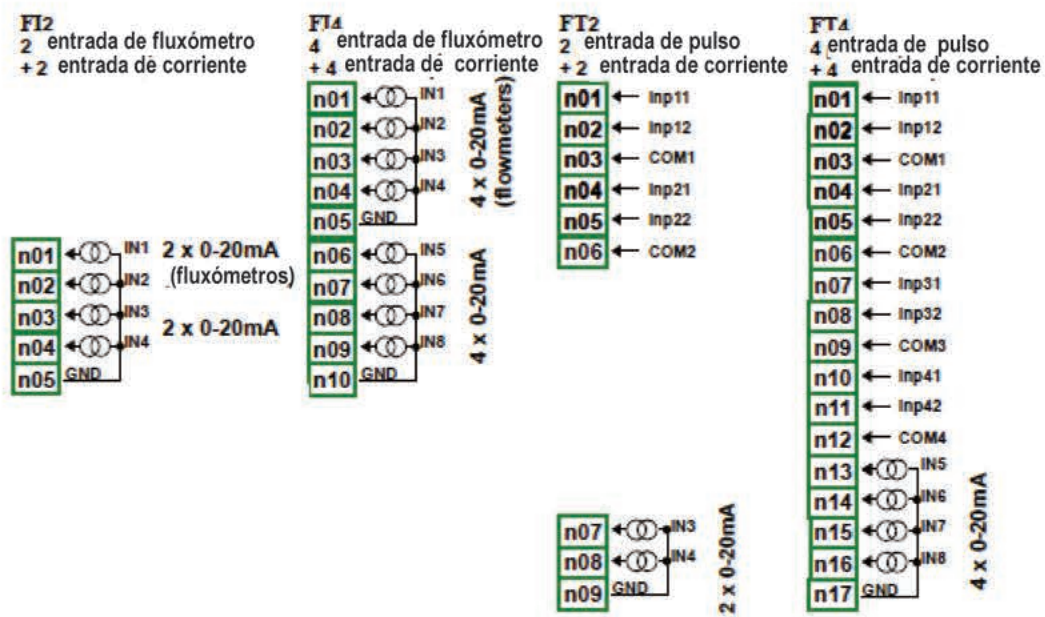 FI2
2 entrada de fluxómetro
+ 2 entrada de corriente
n01 IN1
n02 IN2
n03 IN3
n04 IN4
n05 GND
2 x 0-20mA
(fluxómetros)
2 x 0-20mA
FI4
4 entrada de fluxómetro
+ 4 entrada de corriente
n01 IN1
n02 IN2
n03 IN3
n04 IN4
n05 GND
n06 IN5
n07 IN6
n08 IN7
n09 IN8
n10 GND
4 x 0-20mA
(flowmeters)
4 x 0-20mA
FT2
2 entrada de pulso
+ 2 entrada de corriente
n01 Inp11
n02 Inp12
n03 COM1
n04 Inp21
n05 Inp22
n06 COM2
n07 IN3
n08 IN4
n09 GND
2 x 0-20mA
FT4
4 entrada de pulso
+ 4 entrada de corriente
n01 Inp11
n02 Inp12
n03 COM1
n04 Inp21
n05 Inp22
n06 COM2
n07 Inp31
n08 Inp32
n09 COM3
n10 Inp41
n11 Inp42
n12 COM4
n13 IN5
n14 IN6
n15 IN7
n16 IN8
n17 GND
4 x 0-20mA